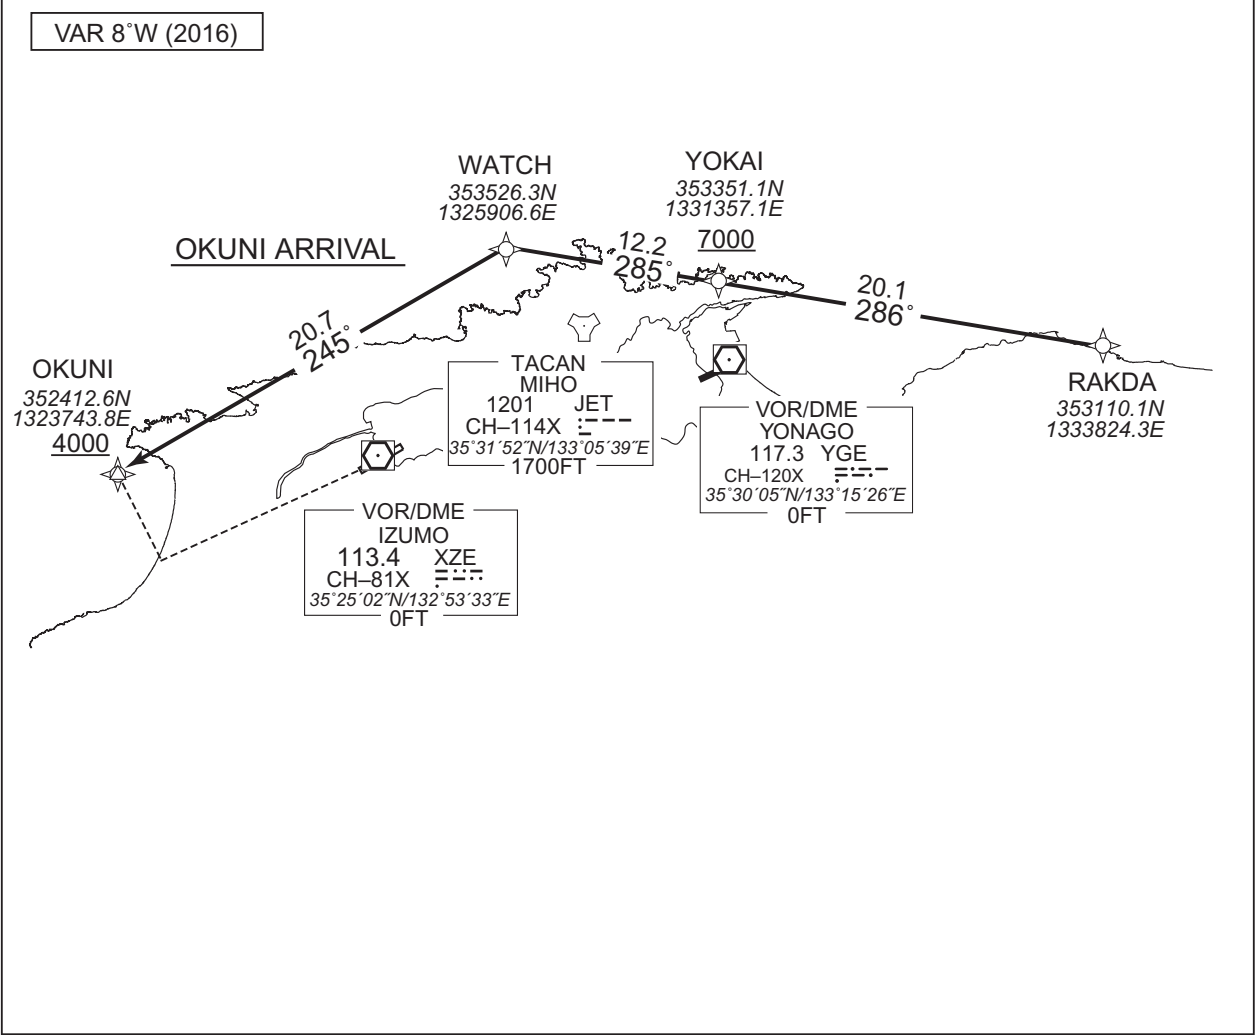 VAR 8°W (2016)
WATCH
353526.3N
1325906.6E
YOKAI
353351.1N
1331357.1E
7000
OKUNI ARRIVAL
12.2
285°
20.1
286°
20.7
245°
OKUNI
352412.6N
1323743.8E
4000
RAKDA
353110.1N
1333824.3E
TACAN
MIHO
1201 JET
CH–114X
35°31´52˝N/133°05´39˝E
1700FT
VOR/DME
YONAGO
117.3 YGE
CH–120X
35°30´05˝N/133°15´26˝E
0FT
VOR/DME
IZUMO
113.4 XZE
CH–81X
35°25´02˝N/132°53´33˝E
0FT